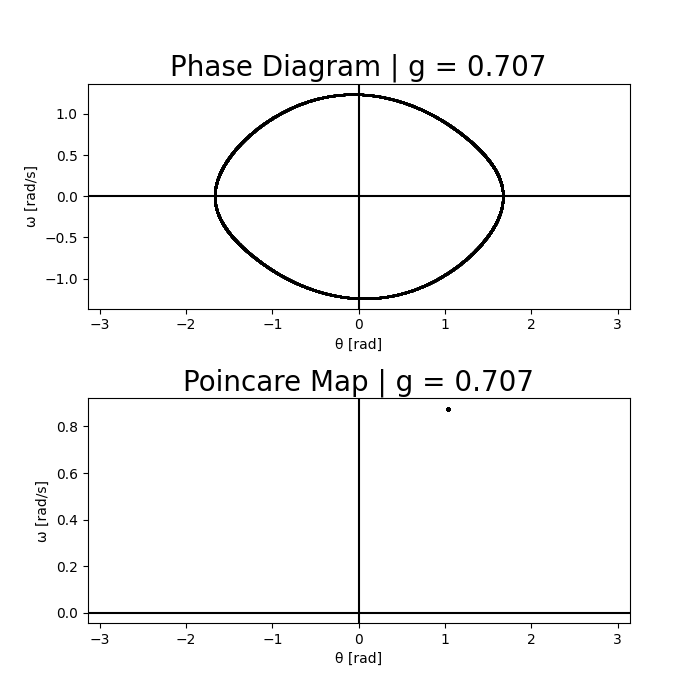 Phase Diagram | g = 0.707
1.0
0.5
0.0
−0.5
−1.0
ω [rad/s]
−3 −2 −1 0 1 2 3
θ [rad]
Poincare Map | g = 0.707
0.8
0.6
0.4
0.2
0.0
ω [rad/s]
−3 −2 −1 0 1 2 3
θ [rad]